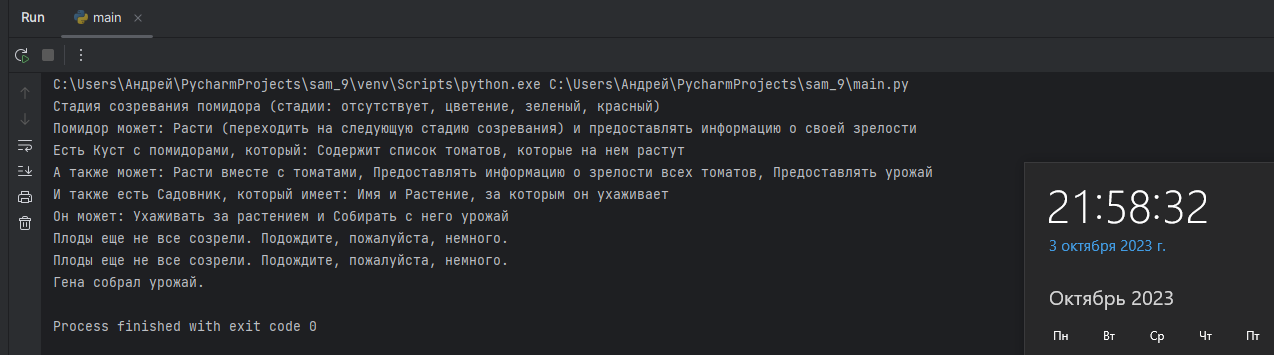 Run main
C:\Users\Андрей\PycharmProjects\sam_9\venv\Scripts\python.exe C:\Users\Андрей\PycharmProjects\sam_9\main.py
Стадия созревания помидора (стадии: отсутствует, цветение, зеленый, красный)
Помидор может: Расти (переходить на следующую стадию созревания) и предоставлять информацию о своей зрелости
Есть Куст с помидорами, который: Содержит список томатов, которые на нем растут
А также может: Расти вместе с томатами, Предоставлять информацию о зрелости всех томатов, Предоставлять урожай
И также есть Садовник, который имеет: Имя и Растение, за которым он ухаживает
Он может: Ухаживать за растением и Собирать с него урожай
Плоды еще не все созрели. Подождите, пожалуйста, немного.
Плоды еще не все созрели. Подождите, пожалуйста, немного.
Гена собрал урожай.
Process finished with exit code 0
21:58:32
3 октября 2023 г.
Октябрь 2023
Пн Вт Ср Чт Пт